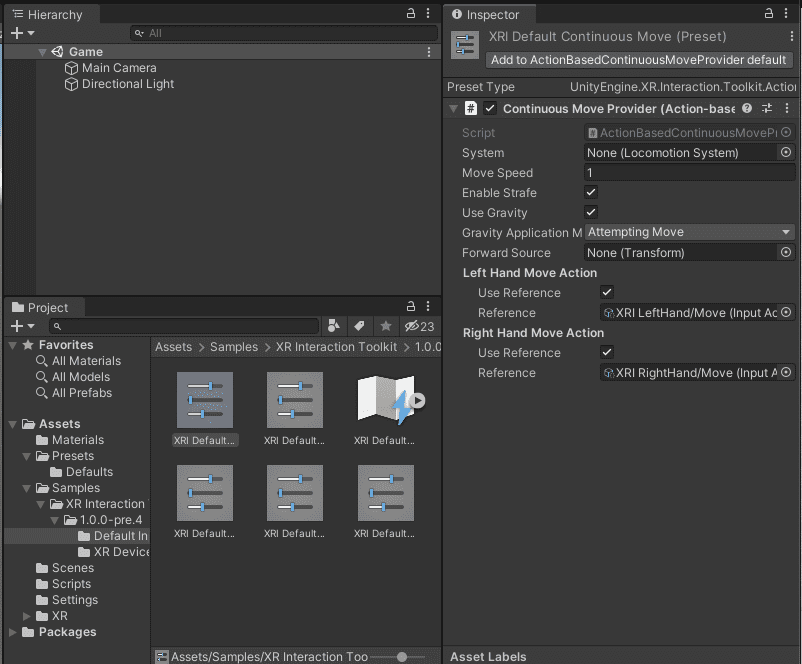 Hierarchy
All
Game
Main Camera
Directional Light
Project
23
Favorites
All Materials
All Models
All Prefabs
Assets
Materials
Presets
Defaults
Samples
XR Interaction
1.0.0-pre.4
Default In
XR Device
Scenes
Scripts
Settings
XR
Packages
Assets > Samples > XR Interaction Toolkit > 1.0.0
XRI Default... XRI Default... XRI Default...
XRI Default... XRI Default... XRI Default...
Assets/Samples/XR Interaction Too
Inspector
XRI Default Continuous Move (Preset)
Add to ActionBasedContinuousMoveProvider default
Preset Type UnityEngine.XR.Interaction.Toolkit.Action
# Continuous Move Provider (Action-base
Script # ActionBasedContinuousMovePr
System None (Locomotion System)
Move Speed 1
Enable Strafe
Use Gravity
Gravity Application M Attempting Move
Forward Source None (Transform)
Left Hand Move Action
Use Reference
Reference XRI LeftHand/Move (Input Ac
Right Hand Move Action
Use Reference
Reference XRI RightHand/Move (Input A
Asset Labels